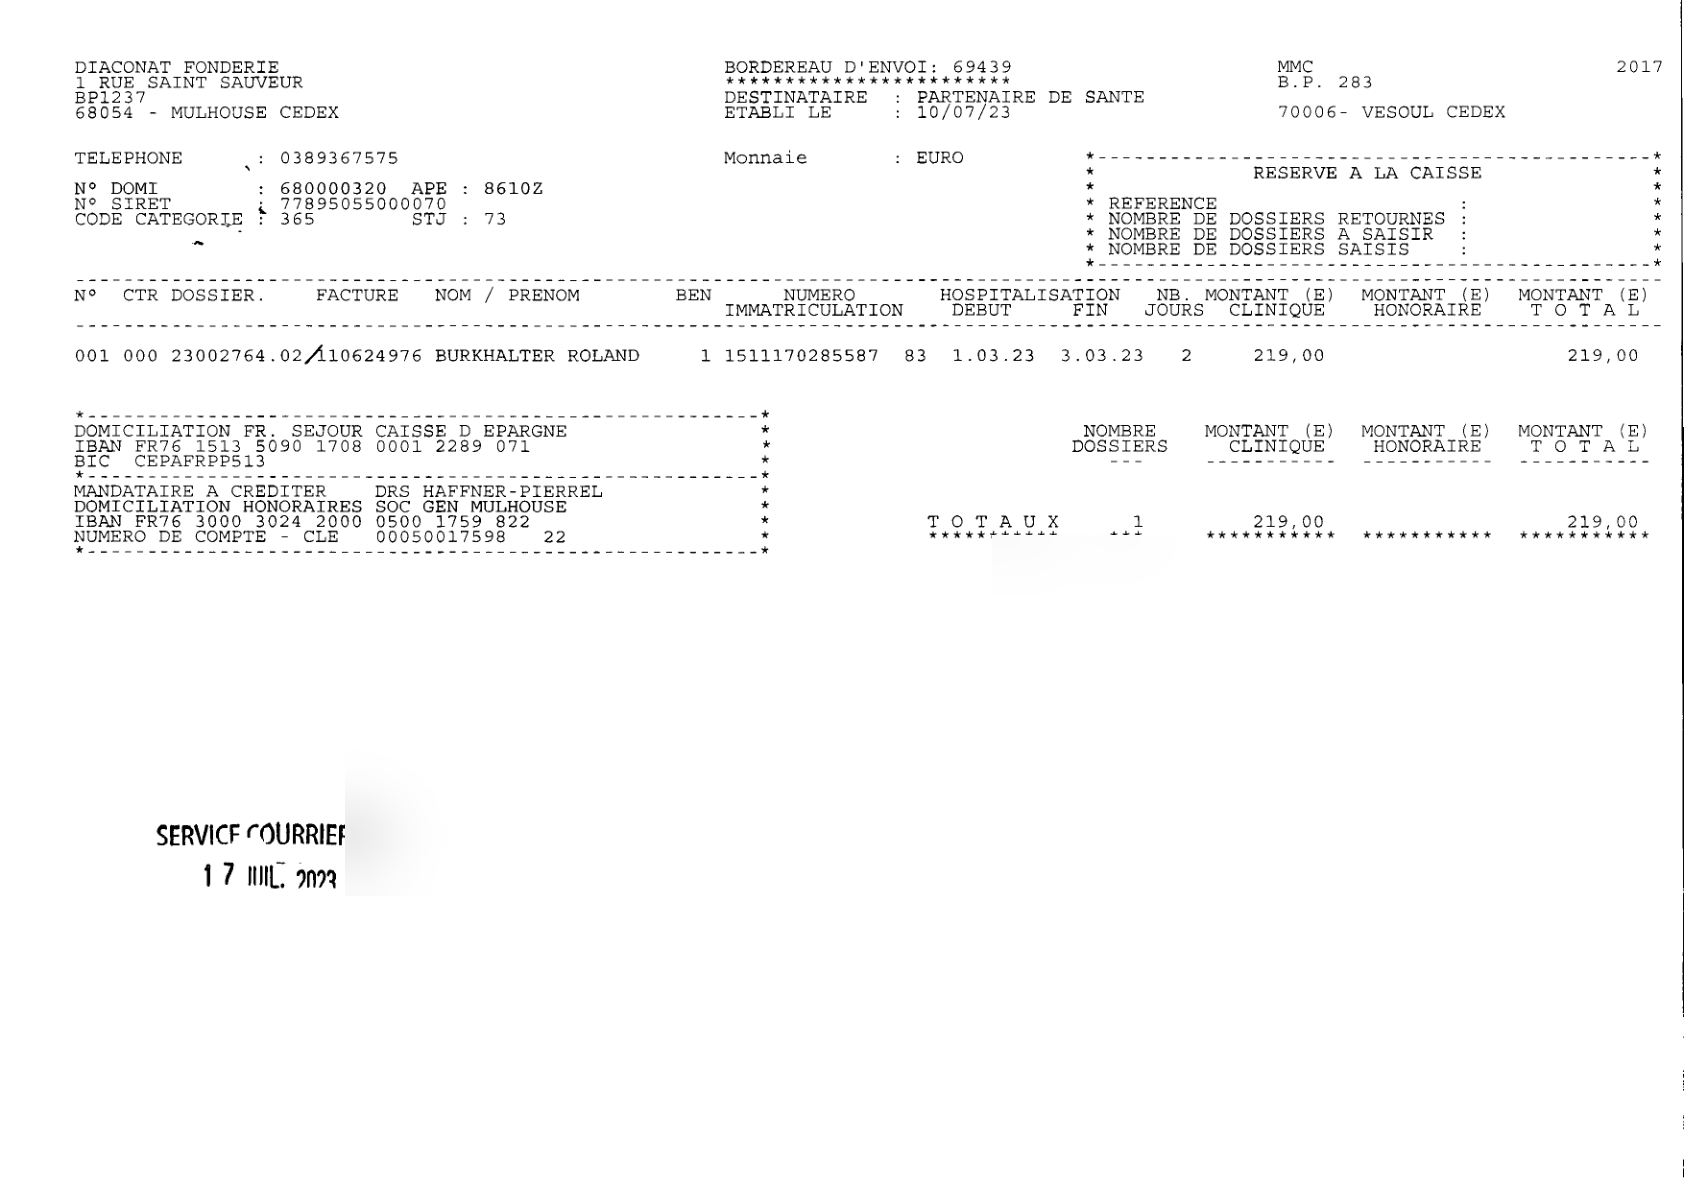 DIACONAT FONDERIE BORDEREAU D'ENVOI: 69439 MMC 2017
1 RUE SAINT SAUVEUR ************************ B.P. 283
BP1237 DESTINATAIRE : PARTENAIRE DE SANTE
68054 - MULHOUSE CEDEX ETABLI LE : 10/07/23 70006- VESOUL CEDEX
TELEPHONE : 0389367575 Monnaie : EURO
RESERVE A LA CAISSE
N° DOMI : 680000320 APE : 8610Z
N° SIRET : 77895055000070 * REFERENCE : *
CODE CATEGORIE : 365 STJ : 73 * NOMBRE DE DOSSIERS RETOURNES : *
* NOMBRE DE DOSSIERS A SAISIR : *
* NOMBRE DE DOSSIERS SAISIS : *
N° CTR DOSSIER. FACTURE NOM / PRENOM BEN NUMERO HOSPITALISATION NB. MONTANT (E) MONTANT (E) MONTANT (E)
IMMATRICULATION DEBUT FIN JOURS CLINIQUE HONORAIRE T O T A L
001 000 23002764.02/110624976 BURKHALTER ROLAND 1 1511170285587 83 1.03.23 3.03.23 2 219,00 219,00
DOMICILIATION FR. SEJOUR CAISSE D EPARGNE * NOMBRE MONTANT (E) MONTANT (E) MONTANT (E)
IBAN FR76 1513 5090 1708 0001 2289 071 * DOSSIERS CLINIQUE HONORAIRE T O T A L
BIC CEPAFRPP513 *
MANDATAIRE A CREDITER DRS HAFFNER-PIERREL *
DOMICILIATION HONORAIRES SOC GEN MULHOUSE *
IBAN FR76 3000 3024 2000 0500 1759 822 * T O T A U X 1 219,00 219,00
NUMERO DE COMPTE - CLE 00050017598 22 * *********** *** *********** *********** ***********
SERVICE COURRIER
17 JUIL. 2023